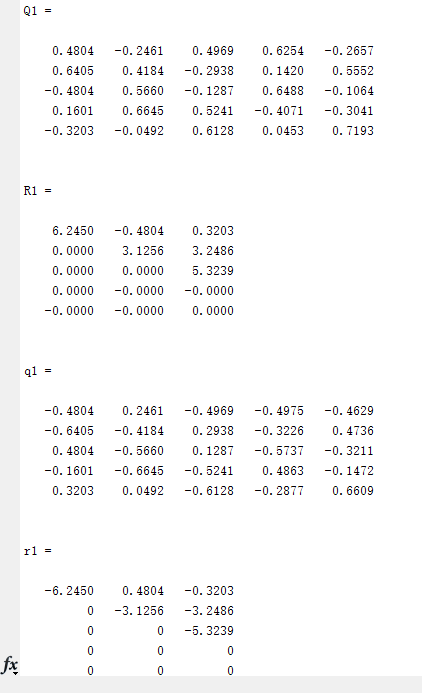 Q1 =
0.4804 -0.2461 0.4969 0.6254 -0.2657
0.6405 0.4184 -0.2938 0.1420 0.5552
-0.4804 0.5660 -0.1287 0.6488 -0.1064
0.1601 0.6645 0.5241 -0.4071 -0.3041
-0.3203 -0.0492 0.6128 0.0453 0.7193
R1 =
6.2450 -0.4804 0.3203
0.0000 3.1256 3.2486
0.0000 0.0000 5.3239
0.0000 -0.0000 -0.0000
-0.0000 -0.0000 0.0000
q1 =
-0.4804 0.2461 -0.4969 -0.4975 -0.4629
-0.6405 -0.4184 0.2938 -0.3226 0.4736
0.4804 -0.5660 0.1287 -0.5737 -0.3211
-0.1601 -0.6645 -0.5241 0.4863 -0.1472
0.3203 0.0492 -0.6128 -0.2877 0.6609
r1 =
-6.2450 0.4804 -0.3203
0 -3.1256 -3.2486
0 0 -5.3239
0 0 0
0 0 0
fx